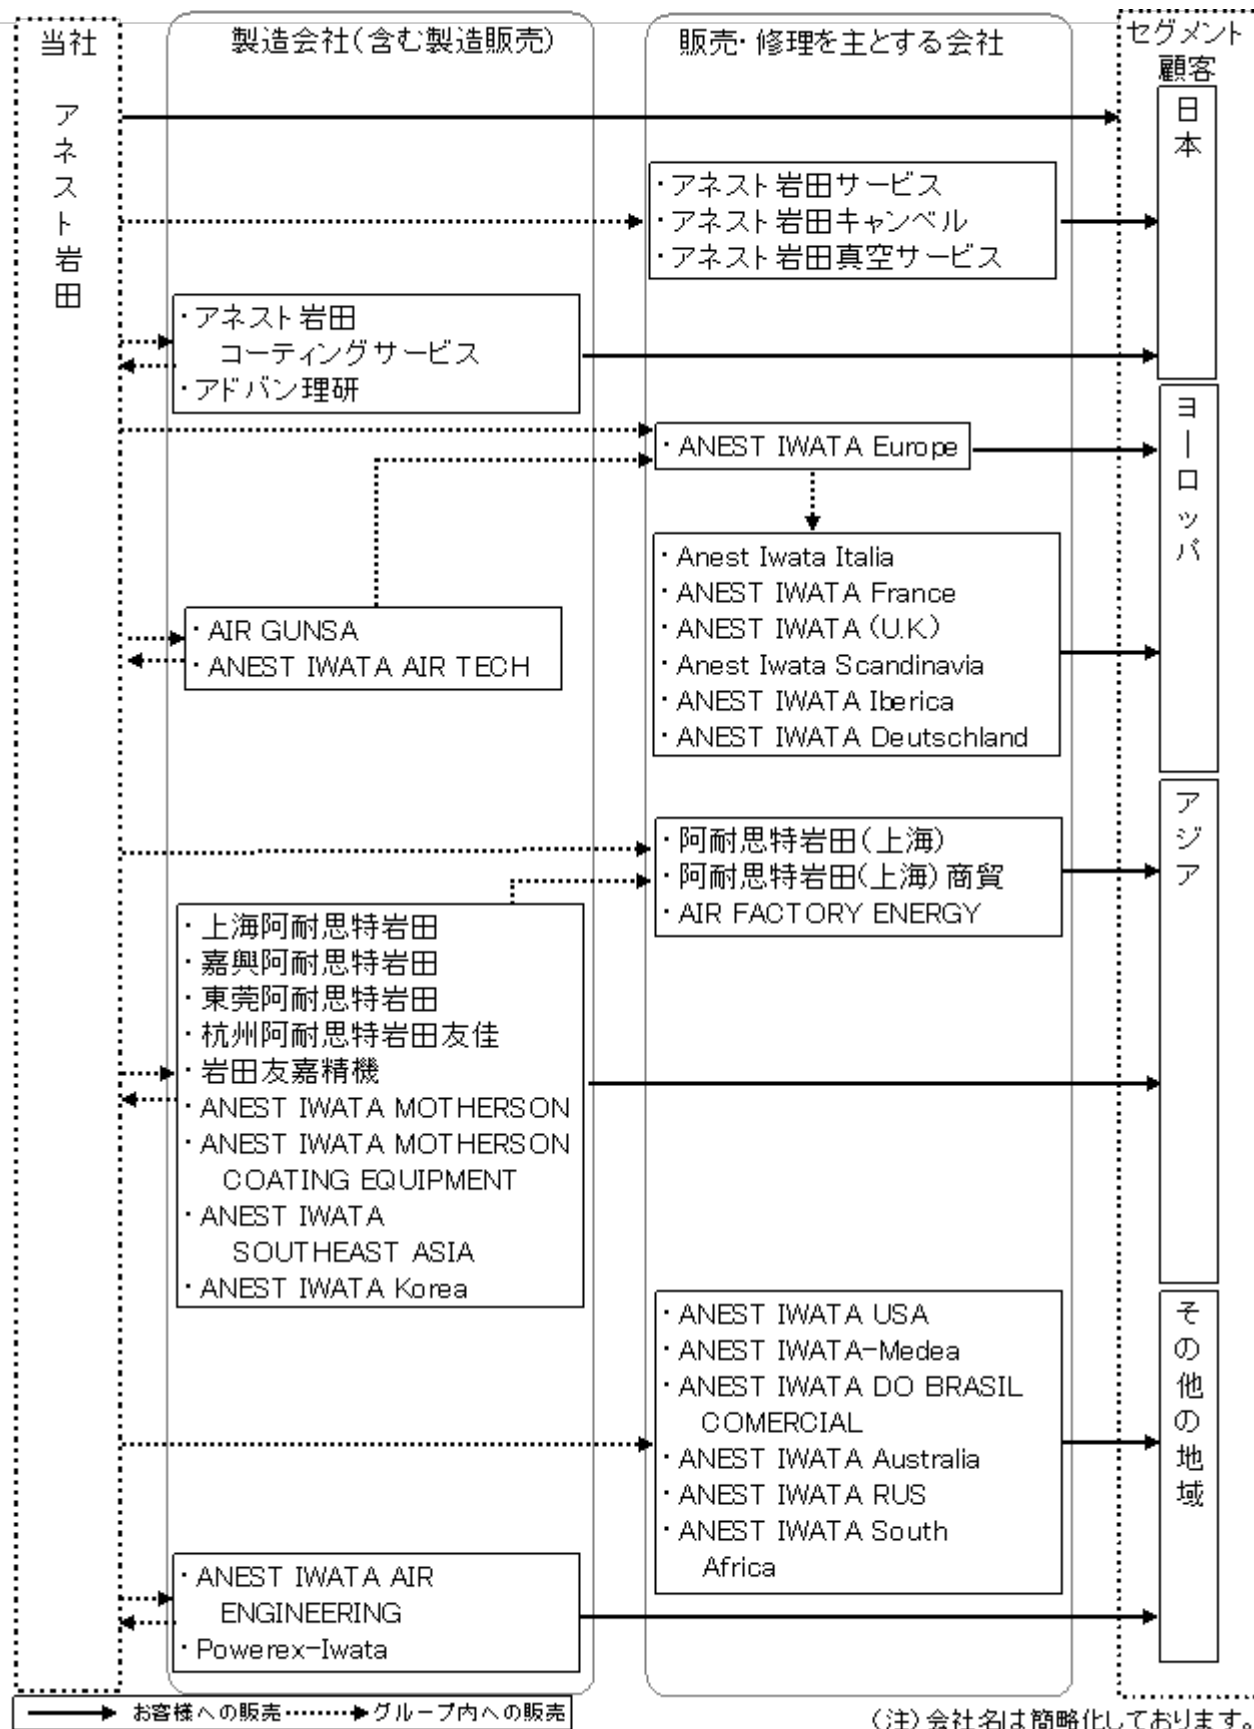 当社
製造会社(含む製造販売)
販売・修理を主とする会社
セグメント
顧客
アネスト岩田
日本
・アネスト岩田サービス
・アネスト岩田キャンベル
・アネスト岩田真空サービス
・アネスト岩田
コーティングサービス
・アドバン理研
ヨーロッパ
・ANEST IWATA Europe
・Anest Iwata Italia
・ANEST IWATA France
・ANEST IWATA (U.K)
・Anest Iwata Scandinavia
・ANEST IWATA Iberica
・ANEST IWATA Deutschland
・AIR GUNSA
・ANEST IWATA AIR TECH
アジア
・阿耐思特岩田(上海)
・阿耐思特岩田(上海)商貿
・AIR FACTORY ENERGY
・上海阿耐思特岩田
・嘉興阿耐思特岩田
・東莞阿耐思特岩田
・杭州阿耐思特岩田友佳
・岩田友嘉精機
・ANEST IWATA MOTHERSON
・ANEST IWATA MOTHERSON
COATING EQUIPMENT
・ANEST IWATA
SOUTHEAST ASIA
・ANEST IWATA Korea
その他の地域
・ANEST IWATA USA
・ANEST IWATA-Medea
・ANEST IWATA DO BRASIL
COMERCIAL
・ANEST IWATA Australia
・ANEST IWATA RUS
・ANEST IWATA South
Africa
・ANEST IWATA AIR
ENGINEERING
・Powerex-Iwata
お客様への販売
グループ内への販売
(注)会社名は簡略化しております。